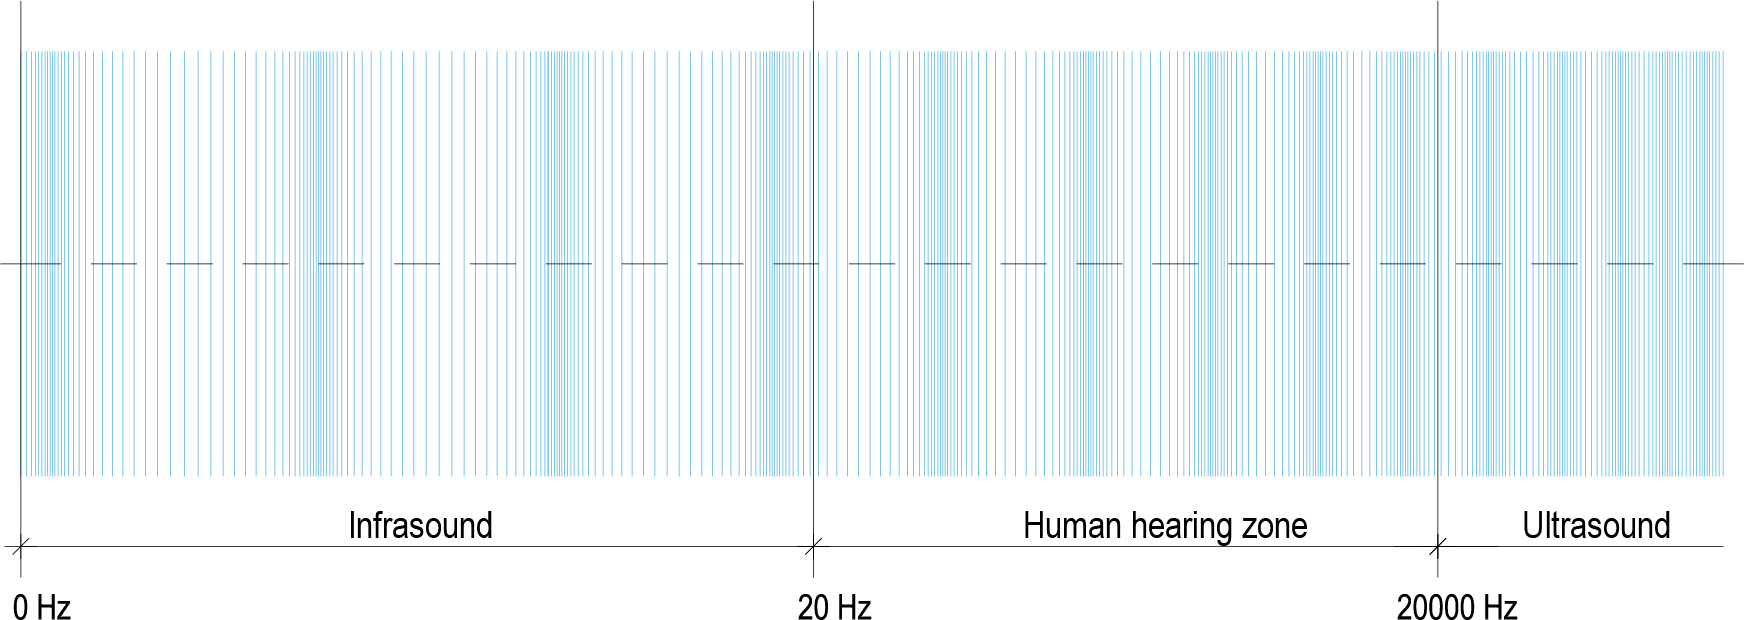 Infrasound
Human hearing zone
Ultrasound
0 Hz
20 Hz
20000 Hz